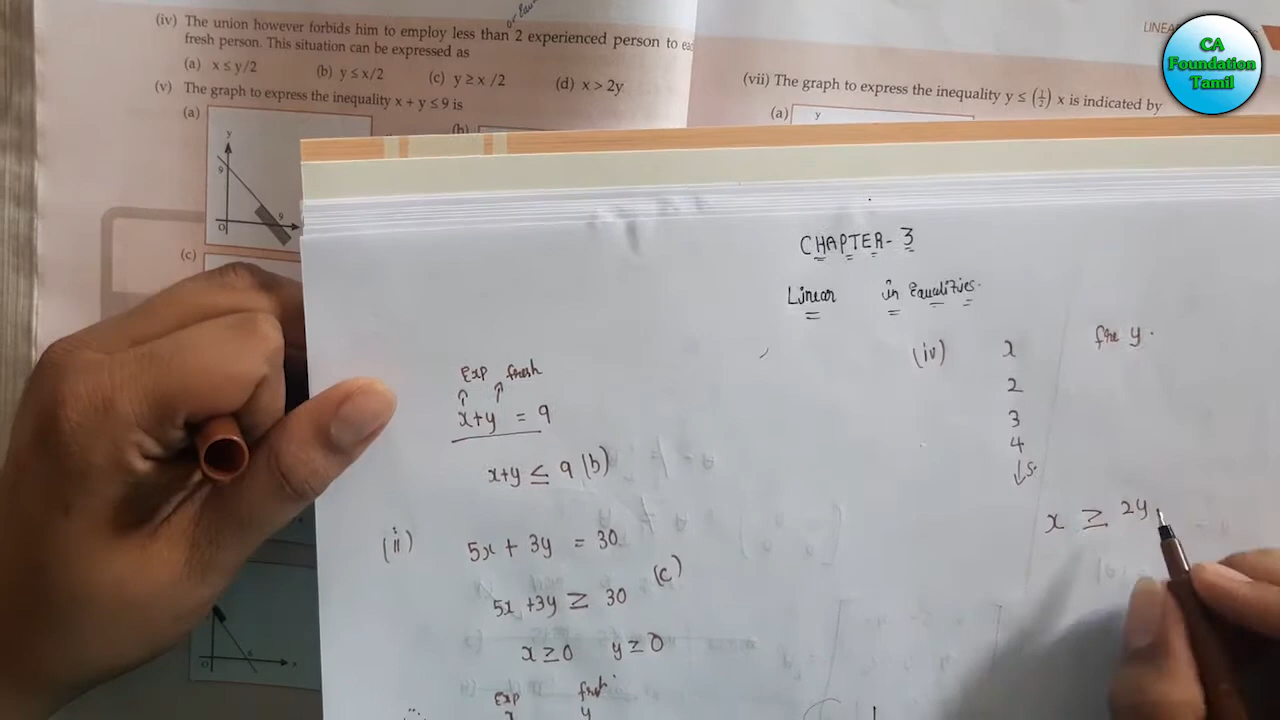 (iv) The union however forbids him to employ less than 2 experienced person to
fresh person. This situation can be expressed as
(a) x ≤ y/2 (b) y ≤ x/2 (c) y ≥ x /2 (d) x > 2y
(v) The graph to express the inequality x + y ≤ 9 is
(a)
y
9
9
O
(b)
(c)
(vii) The graph to express the inequality y ≤ (1/2) x is indicated by
(a)
y
CA
Foundation
Tamil
CHAPTER-3
Linear in Equalities.
Exp fresh
x+y = 9
x+y ≤ 9 (b)
(ii) 5x + 3y = 30
5x +3y ≥ 30 (c)
x≥0 y≥0
Exp
x y
(iv) x fre y.
2
3
4
x ≥ 2y
O
x